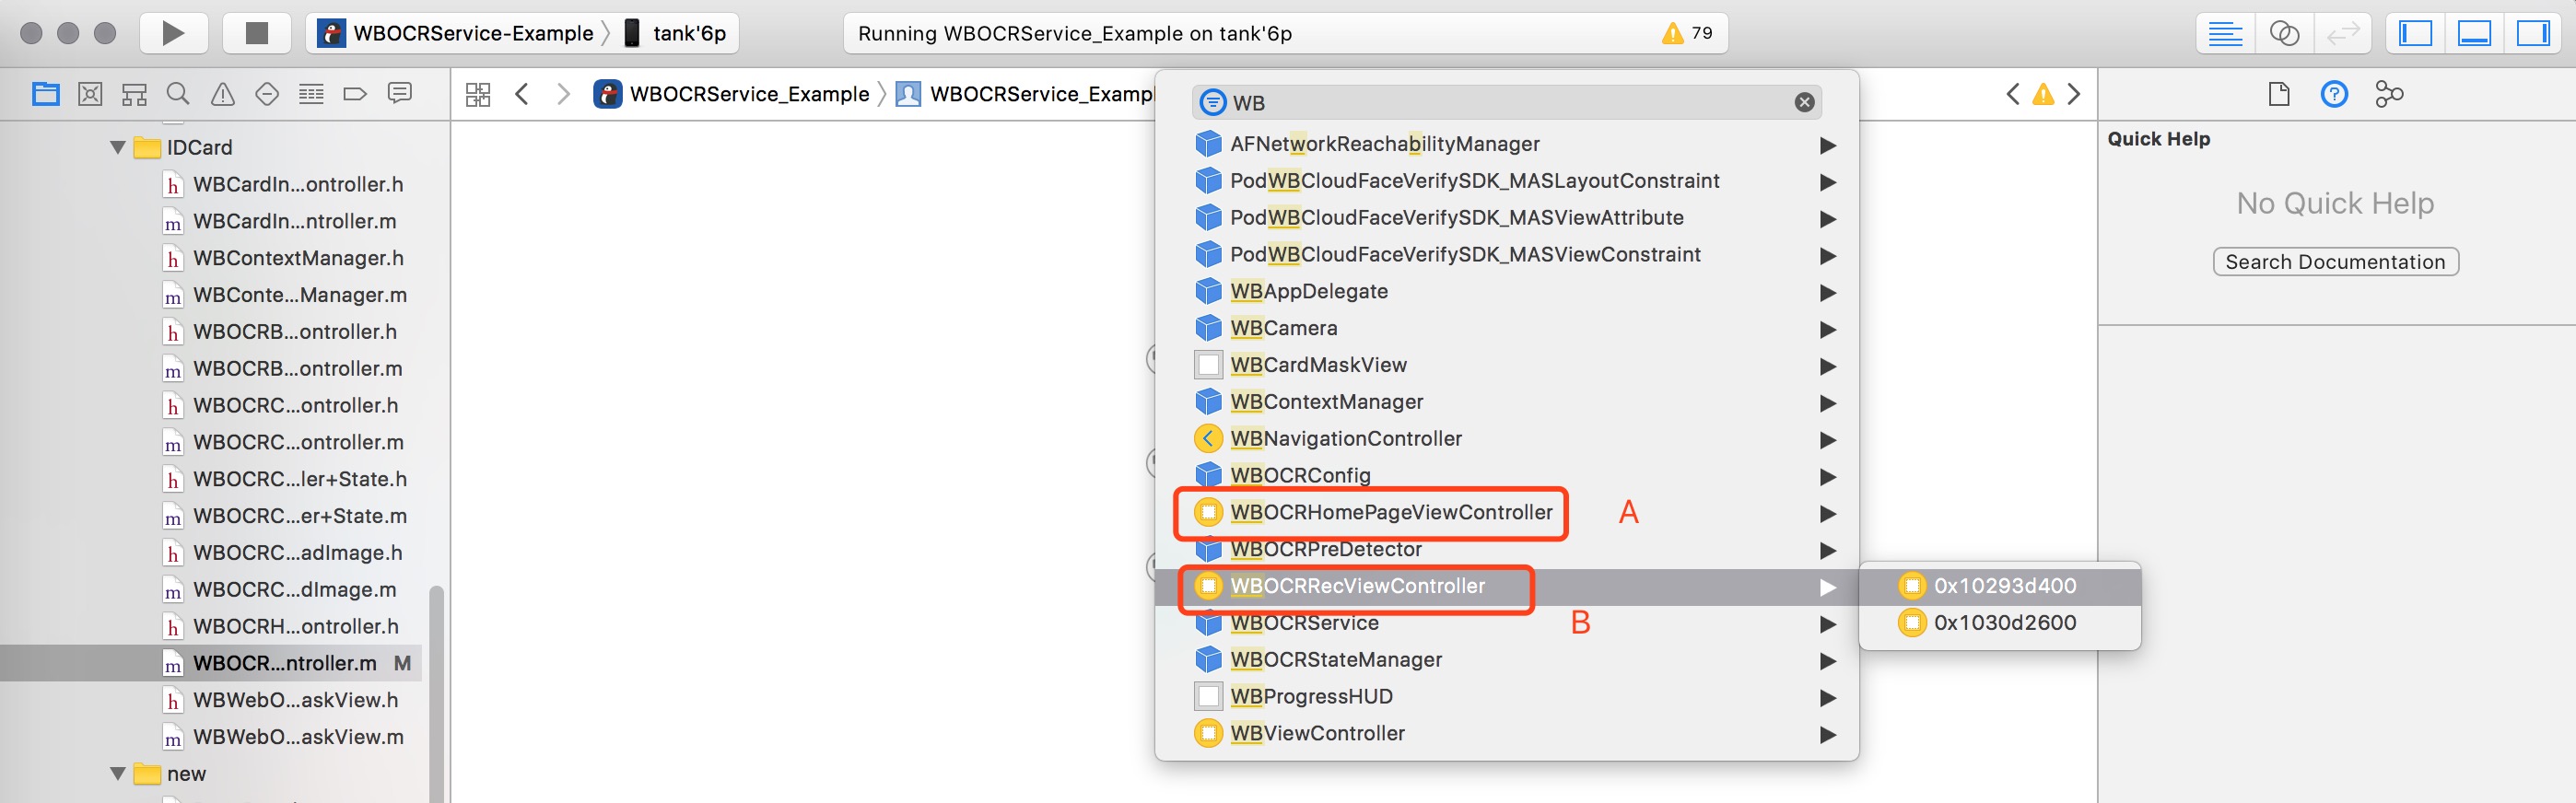 WBOCRService-Example 〉 tank'6p
Running WBOCRService_Example on tank'6p
79
WBOCRService_Example 〉 WBOCRService_Exampl
IDCard
h WBCardIn...ontroller.h
m WBCardIn...ntroller.m
h WBContextManager.h
m WBConte...Manager.m
h WBOCRB...ontroller.h
m WBOCRB...ontroller.m
h WBOCRC...ontroller.h
m WBOCRC...ontroller.m
h WBOCRC...ler+State.h
m WBOCRC...er+State.m
h WBOCRC...adImage.h
m WBOCRC...dImage.m
h WBOCRH...ontroller.h
m WBOCR...ntroller.m M
h WBWebO...askView.h
m WBWebO...askView.m
new
WB
AFNetworkReachabilityManager
PodWBCloudFaceVerifySDK_MASLayoutConstraint
PodWBCloudFaceVerifySDK_MASViewAttribute
PodWBCloudFaceVerifySDK_MASViewConstraint
WBAppDelegate
WBCamera
WBCardMaskView
WBContextManager
WBNavigationController
WBOCRConfig
WBOCRHomePageViewController A
WBOCRPreDetector
WBOCRRecViewController
B
WBOCRService
WBOCRStateManager
WBProgressHUD
WBViewController
0x10293d400
0x1030d2600
Quick Help
No Quick Help
Search Documentation